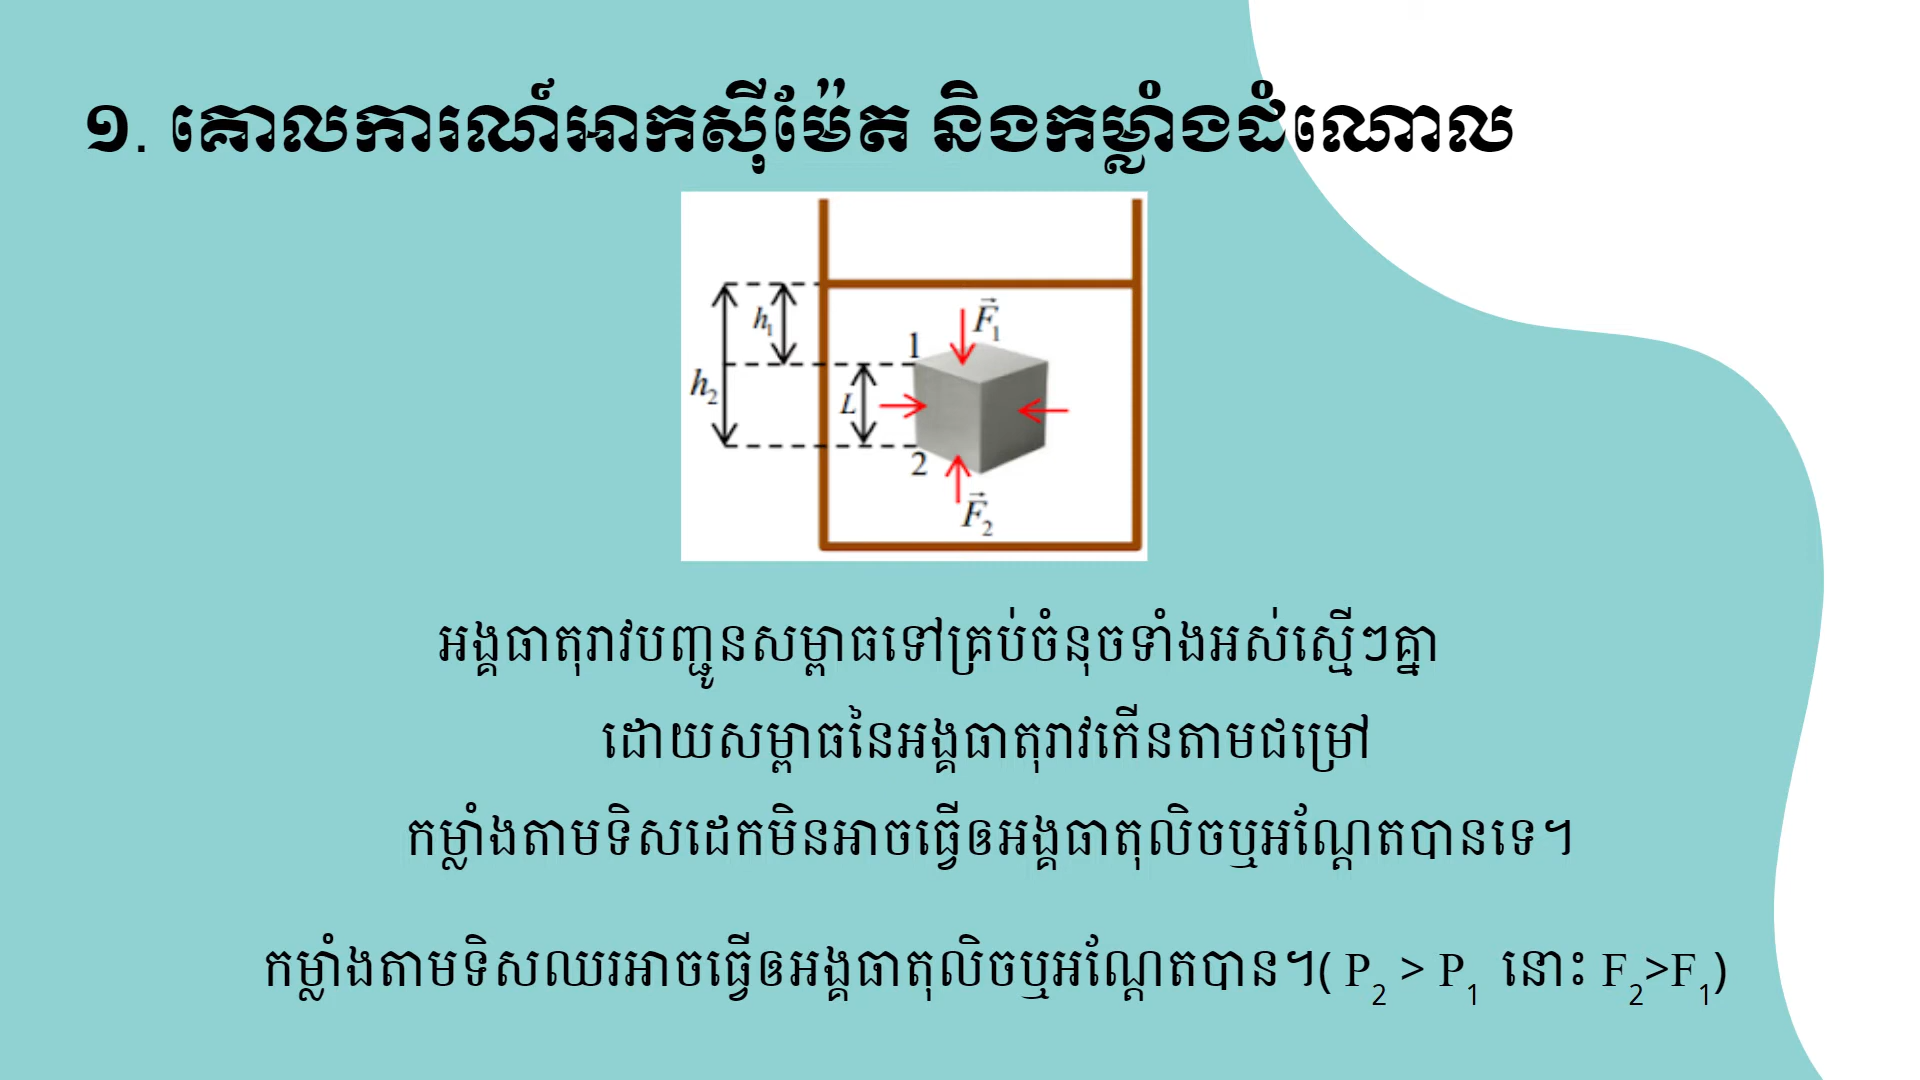 ១. គោលការណ៍អាកស៊ីម៉ែត និងកម្លាំងដំណោល
h₁
F⃗₁
1
h₂
L
2
F⃗₂
អង្គធាតុរាវបញ្ជូនសម្ពាធទៅគ្រប់ចំនុចទាំងអស់ស្មើៗគ្នា
ដោយសម្ពាធនៃអង្គធាតុរាវកើនតាមជម្រៅ
កម្លាំងតាមទិសដេកមិនអាចធ្វើឲអង្គធាតុលិចឬអណ្ដែតបានទេ។
កម្លាំងតាមទិសឈរអាចធ្វើឲអង្គធាតុលិចឬអណ្ដែតបាន។( P₂ > P₁ នោះ F₂>F₁)